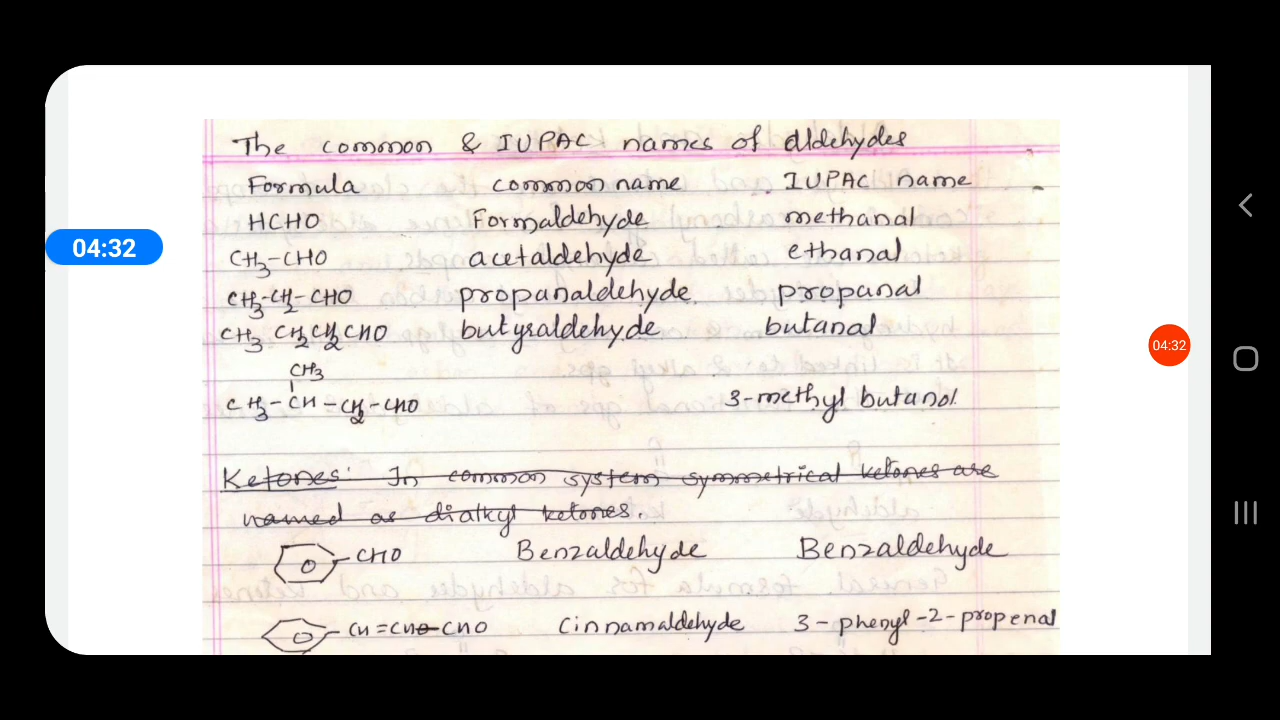 The common & IUPAC names of aldehydes
Formula common name IUPAC name
HCHO Formaldehyde methanal
04:32
CH3-CHO acetaldehyde ethanal
CH3-CH2-CHO propanaldehyde propanal
CH3 CH2CH2CHO butyraldehyde butanal
04:32
CH3
CH3-CH-CH2-CHO 3-methyl butanal
Ketones: In common system symmetrical ketones are
named as dialkyl ketones.
CHO Benzaldehyde Benzaldehyde
CH=CH-CHO Cinnamaldehyde 3-phenyl-2-propenal